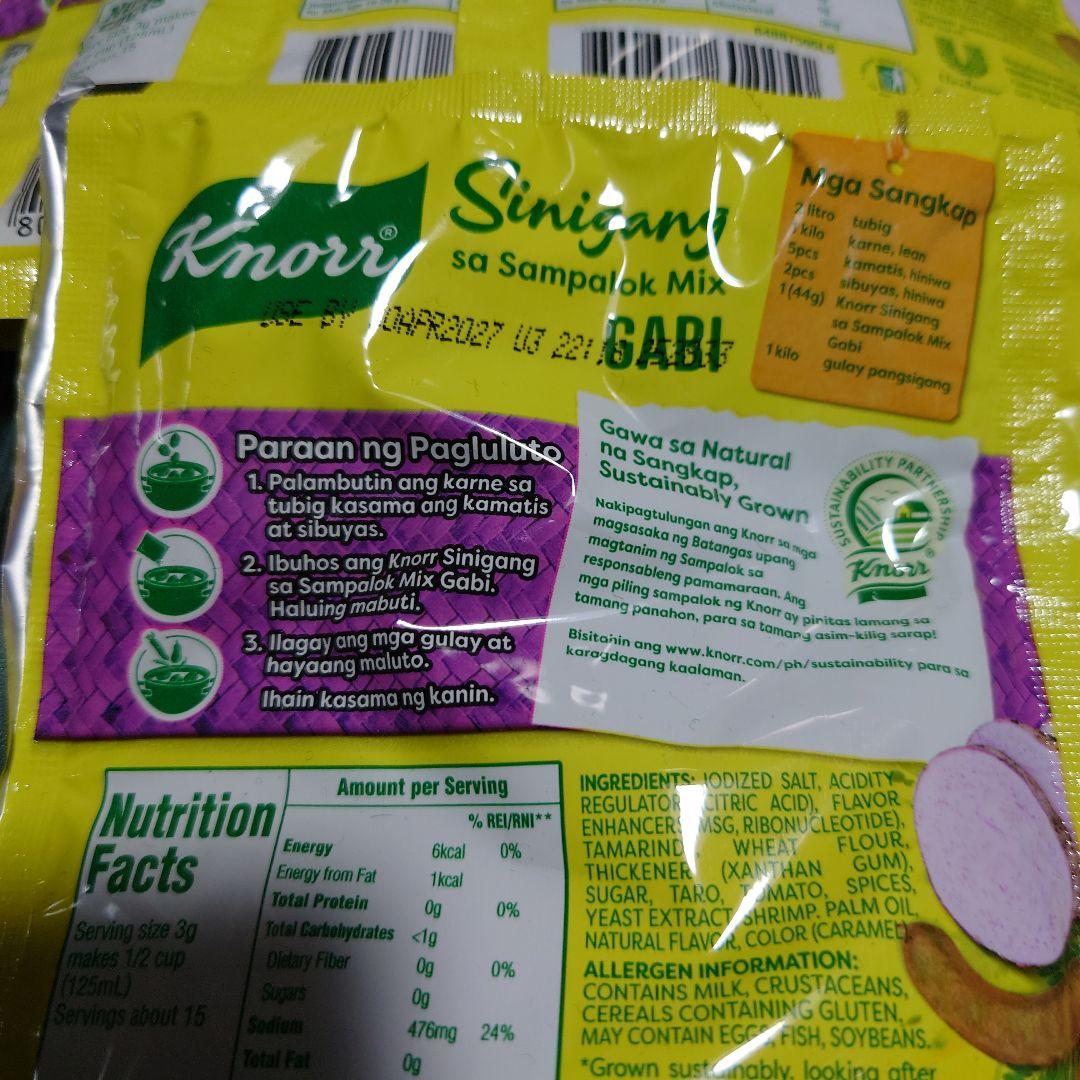 Knorr®
Sinigang
sa Sampalok Mix
GABI
APR2027 U3
Mga Sangkap
2 litro tubig
kilo karne, lean
5pcs kamatis, hiniwa
2pcs sibuyas, hiniwa
1 (44g) Knorr Sinigang
sa Sampalok Mix
Gabi
1 kilo gulay pangsigang
Paraan ng Pagluluto
1. Palambutin ang karne sa
tubig kasama ang kamatis
at sibuyas.
2. Ibuhos ang Knorr Sinigang
sa Sampalok Mix Gabi.
Haluing mabuti.
3. Ilagay ang mga gulay at
hayaang maluto.
Ihain kasama ng kanin.
Gawa sa Natural
na Sangkap,
Sustainably Grown
Nakipagtulungan ang Knorr sa mga
magsasaka ng Batangas upang
magtanim ng Sampalok sa
responsableng pamamaraan. Ang
mga piling sampalok ng Knorr ay pinitas lamang sa
tamang panahon, para sa tamang asim-kilig sarap!
Bisitahin ang www.knorr.com/ph/sustainability para sa
karagdagang kaalaman.
SUSTAINABILITY PARTNERSHIP
Knorr
Nutrition
Facts
Serving size 3g
makes 1/2 cup
(125mL)
Servings about 15
Amount per Serving
% REI/RNI**
Energy 6kcal 0%
Energy from Fat 1kcal
Total Protein 0g 0%
Total Carbohydrates <1g
Dietary Fiber 0g 0%
Sugars 0g
Sodium 476mg 24%
Total Fat 0g
INGREDIENTS: IODIZED SALT, ACIDITY
REGULATOR (CITRIC ACID), FLAVOR
ENHANCERS (MSG, RIBONUCLEOTIDE),
TAMARIND, WHEAT FLOUR,
THICKENER (XANTHAN GUM),
SUGAR, TARO, TOMATO, SPICES,
YEAST EXTRACT, SHRIMP. PALM OIL,
NATURAL FLAVOR, COLOR (CARAMEL)
ALLERGEN INFORMATION:
CONTAINS MILK, CRUSTACEANS,
CEREALS CONTAINING GLUTEN.
MAY CONTAIN EGGS, FISH, SOYBEANS.
*Grown sustainably, looking after